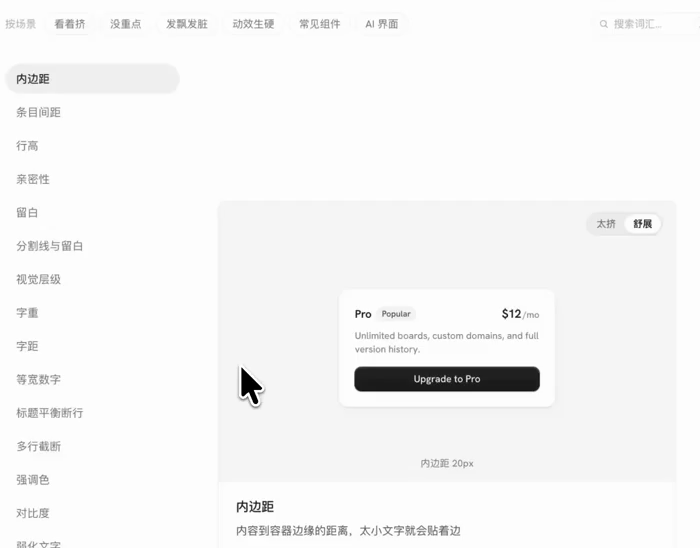 按场景 看着挤 没重点 发飘发脏 动效生硬 常见组件 AI 界面 搜索词汇...
内边距
条目间距
行高
亲密性
留白
分割线与留白
视觉层级
字重
字距
等宽数字
标题平衡断行
多行截断
强调色
对比度
弱化文字
太挤 舒展
Pro Popular $12/mo
Unlimited boards, custom domains, and full
version history.
Upgrade to Pro
内边距 20px
内边距
内容到容器边缘的距离，太小文字就会贴着边